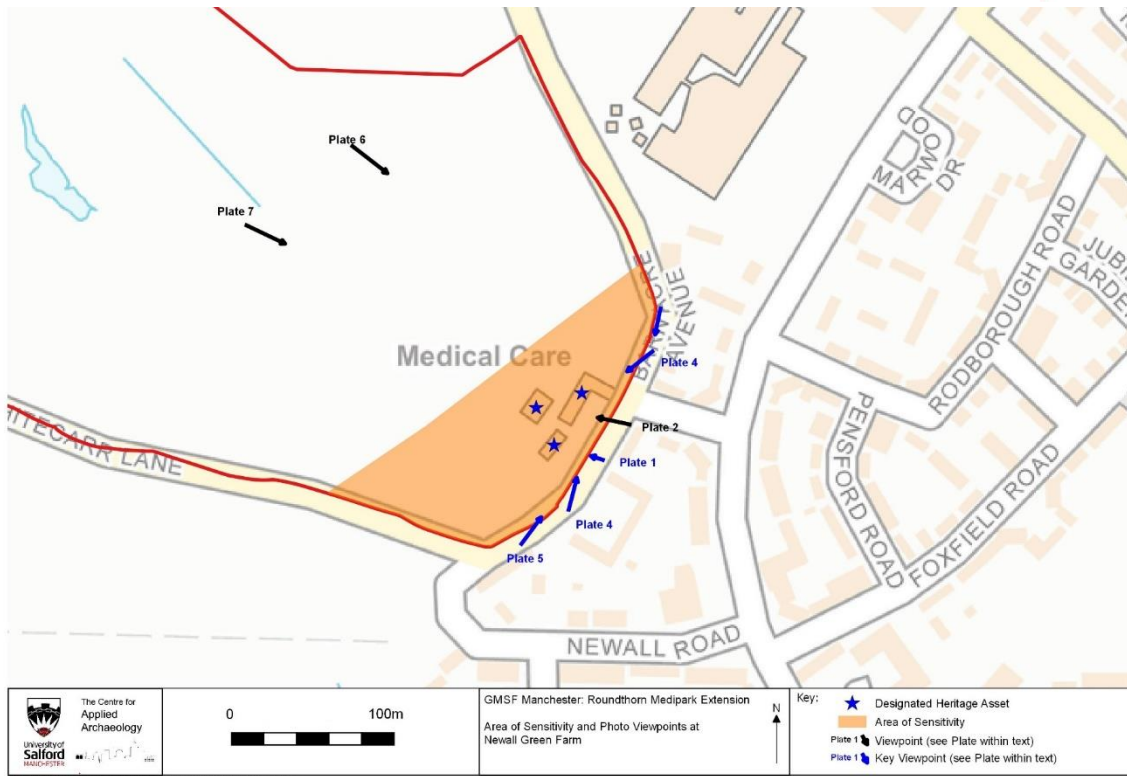 Plate 6
Plate 7
Medical Care
AVENUE
Plate 4
Plate 2
Plate 1
Plate 4
Plate 5
HITECARR LANE
MARWOOD
DR
RODBOROUGH ROAD
GARDE
PENSFORD ROAD
FOXFIELD ROAD
NEWALL ROAD
University of
Salford
MANCHESTER
The Centre for
Applied
Archaeology
0 100m
GMSF Manchester: Roundthorn Medipark Extension
Area of Sensitivity and Photo Viewpoints at
Newall Green Farm
N
Key:
Designated Heritage Asset
Area of Sensitivity
Plate 1 Viewpoint (see Plate within text)
Plate 1 Key Viewpoint (see Plate within text)